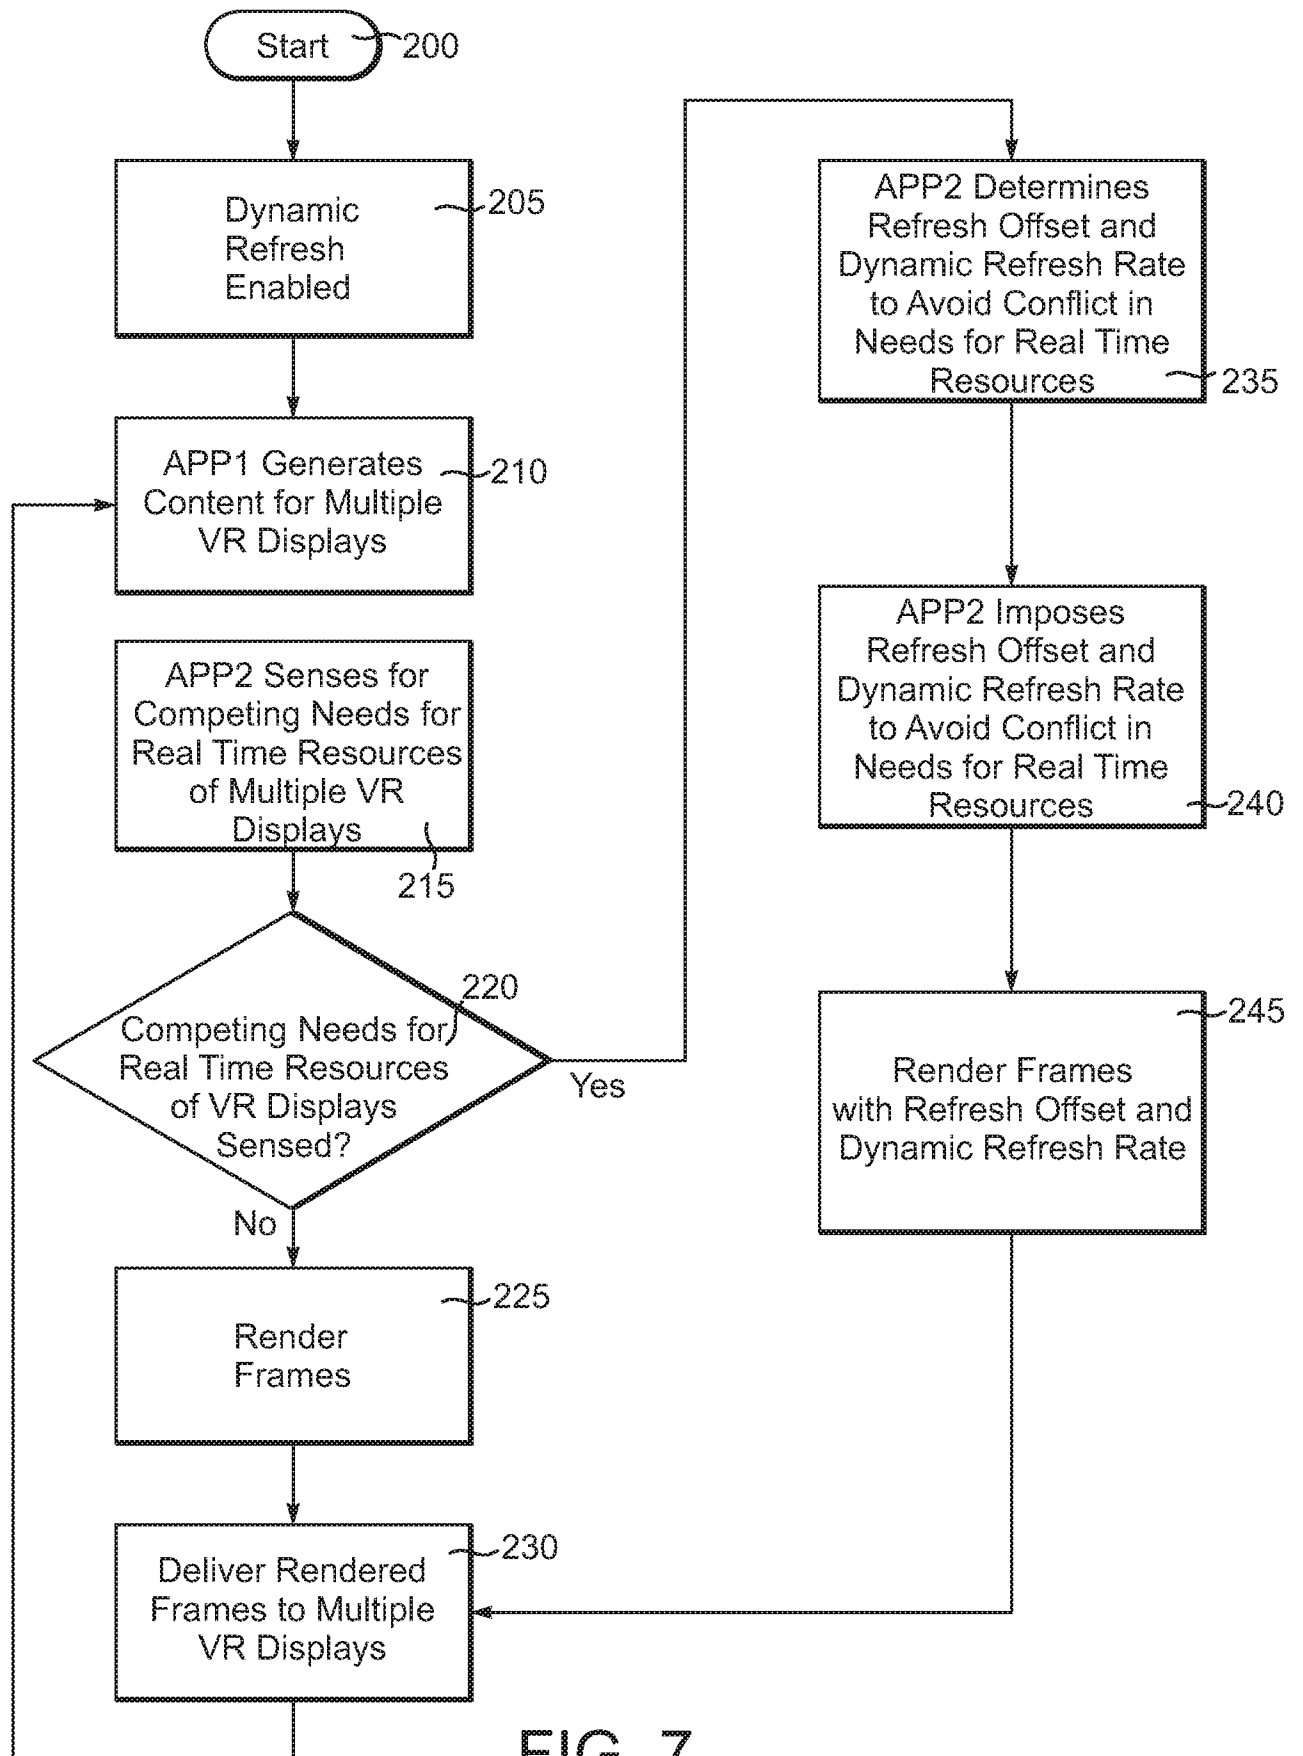 Start
200
Dynamic
Refresh
Enabled
205
APP1 Generates
Content for Multiple
VR Displays
210
APP2 Senses for
Competing Needs for
Real Time Resources
of Multiple VR
Displays
215
220
Competing Needs for
Real Time Resources
of VR Displays
Sensed?
Yes
No
225
Render
Frames
230
Deliver Rendered
Frames to Multiple
VR Displays
APP2 Determines
Refresh Offset and
Dynamic Refresh Rate
to Avoid Conflict in
Needs for Real Time
Resources
235
APP2 Imposes
Refresh Offset and
Dynamic Refresh Rate
to Avoid Conflict in
Needs for Real Time
Resources
240
245
Render Frames
with Refresh Offset and
Dynamic Refresh Rate
FIG. 7